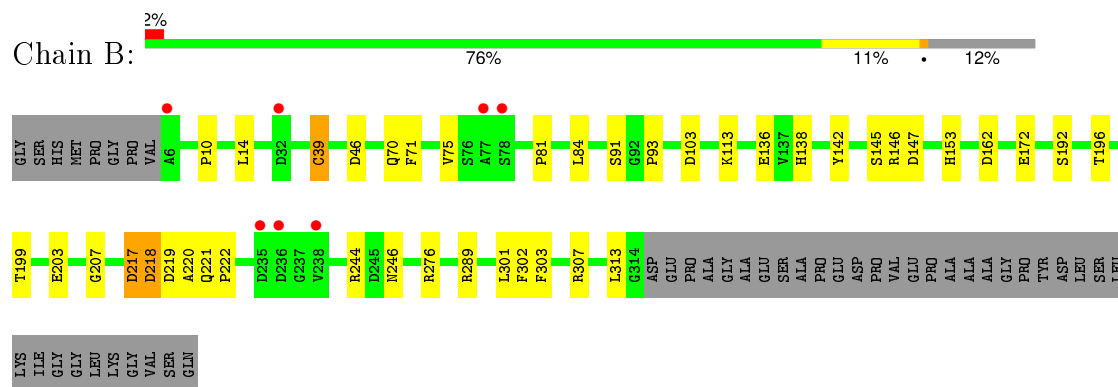 2%
Chain B:
76% 11% • 12%
GLY SER HIS MET PRO GLY PRO VAL A6 P10 L14 D32 C39 D46 Q70 F71 V75 S76 A77 S78 P81 L84 S91 G92 P93 D103 K113 E136 V137 H138 Y142 S145 R146 D147 H153 D162 E172 S192 T196
T199 E203 G207 D217 D218 D219 A220 Q221 P222 D235 D236 G237 V238 R244 D245 N246 R276 R289 L301 F302 F303 R307 L313 G314 ASP GLU PRO ALA GLY ALA GLU SER ALA PRO GLU ASP PRO VAL GLU PRO ALA ALA ALA GLY PRO TYR ASP LEU SER LEU
LYS ILE GLY GLY LEU LYS GLY VAL SER GLN